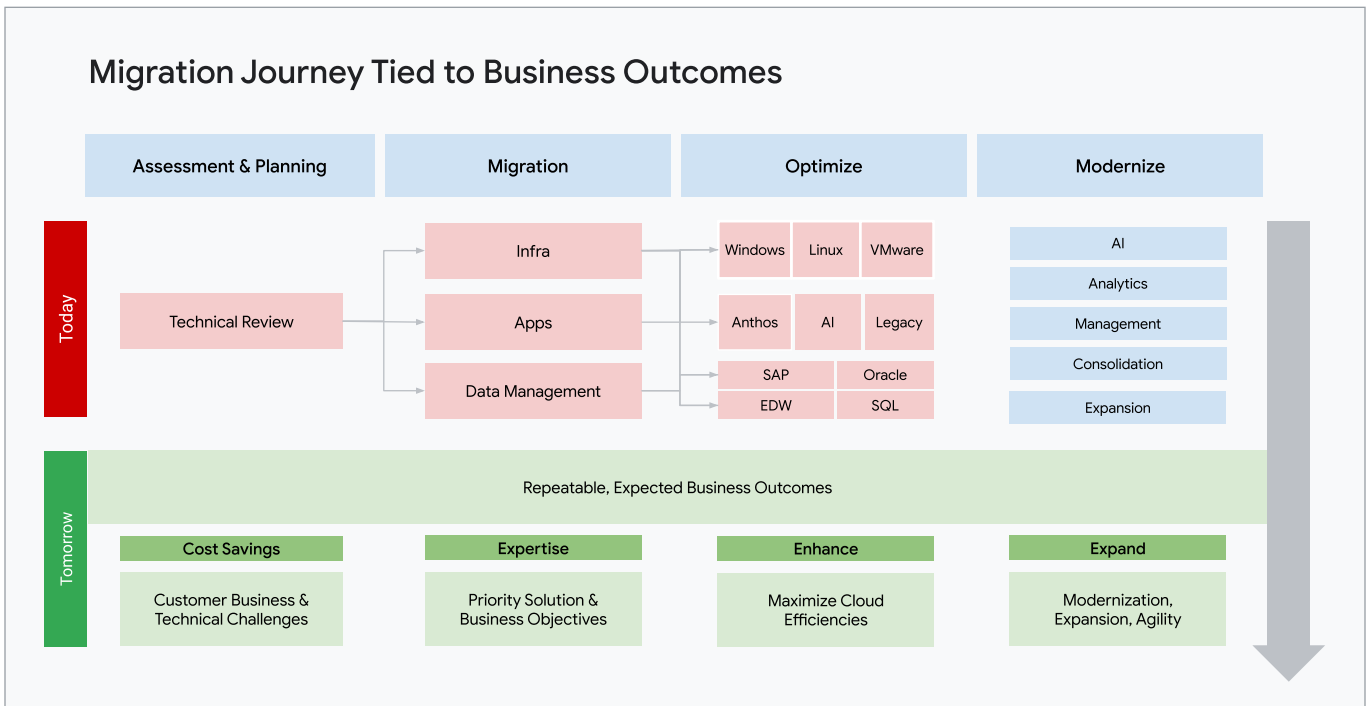 Migration Journey Tied to Business Outcomes
Assessment & Planning
Migration
Optimize
Modernize
Today
Technical Review
Infra
Apps
Data Management
Windows
Linux
VMware
Anthos
AI
Legacy
SAP
Oracle
EDW
SQL
AI
Analytics
Management
Consolidation
Expansion
Tomorrow
Repeatable, Expected Business Outcomes
Cost Savings
Customer Business &
Technical Challenges
Expertise
Priority Solution &
Business Objectives
Enhance
Maximize Cloud
Efficiencies
Expand
Modernization,
Expansion, Agility